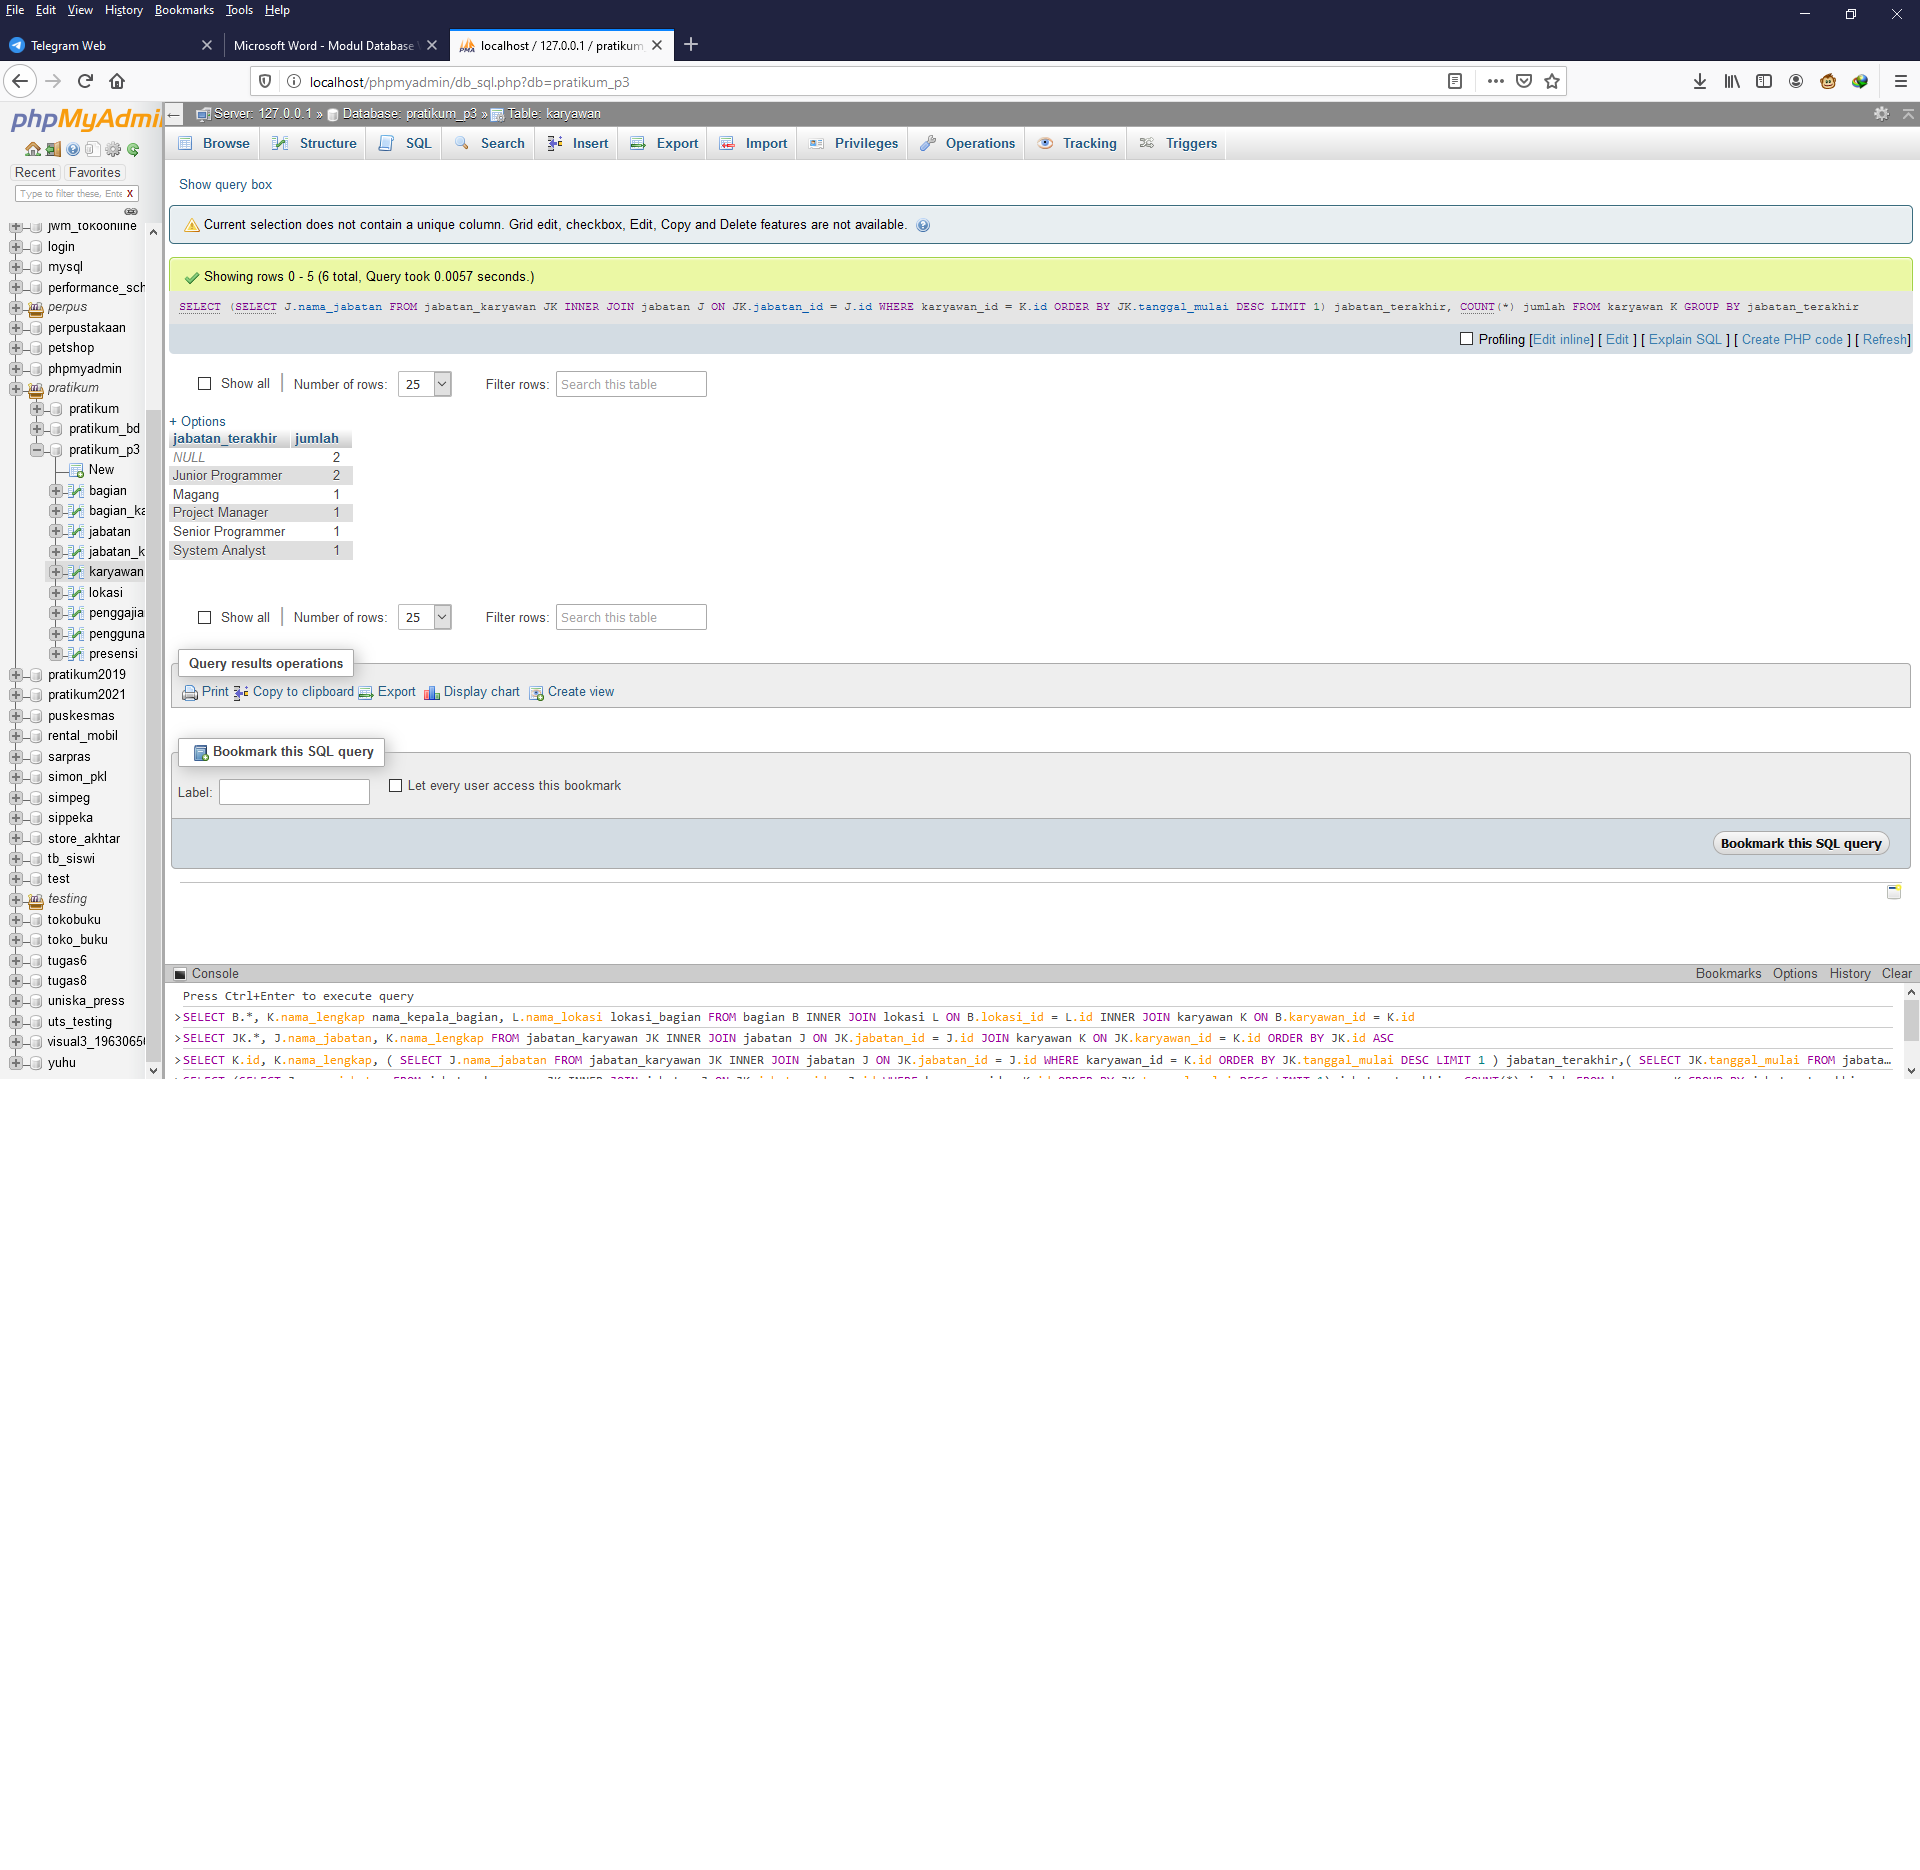 File Edit View History Bookmarks Tools Help
Telegram Web
Microsoft Word - Modul Database
localhost / 127.0.0.1 / pratikum
localhost/phpmyadmin/db_sql.php?db=pratikum_p3
phpMyAdmi
Server: 127.0.0.1 » Database: pratikum_p3 » Table: karyawan
Recent Favorites
Type to filter these, Ente X
jwm_tokoonline
login
mysql
performance_sch
perpus
perpustakaan
petshop
phpmyadmin
pratikum
pratikum
pratikum_bd
pratikum_p3
New
bagian
bagian_ka
jabatan
jabatan_k
karyawan
lokasi
penggajia
pengguna
presensi
pratikum2019
pratikum2021
puskesmas
rental_mobil
sarpras
simon_pkl
simpeg
sippeka
store_akhtar
tb_siswi
test
testing
tokobuku
toko_buku
tugas6
tugas8
uniska_press
uts_testing
visual3_1963065
yuhu
Browse Structure SQL Search Insert Export Import Privileges Operations Tracking Triggers
Show query box
Current selection does not contain a unique column. Grid edit, checkbox, Edit, Copy and Delete features are not available.
Showing rows 0 - 5 (6 total, Query took 0.0057 seconds.)
SELECT (SELECT J.nama_jabatan FROM jabatan_karyawan JK INNER JOIN jabatan J ON JK.jabatan_id = J.id WHERE karyawan_id = K.id ORDER BY JK.tanggal_mulai DESC LIMIT 1) jabatan_terakhir, COUNT(*) jumlah FROM karyawan K GROUP BY jabatan_terakhir
Profiling [Edit inline] [ Edit ] [ Explain SQL ] [ Create PHP code ] [ Refresh]
Show all Number of rows: 25 Filter rows: Search this table
+ Options
jabatan_terakhir jumlah
NULL 2
Junior Programmer 2
Magang 1
Project Manager 1
Senior Programmer 1
System Analyst 1
Show all Number of rows: 25 Filter rows: Search this table
Query results operations
Print Copy to clipboard Export Display chart Create view
Bookmark this SQL query
Label: Let every user access this bookmark
Bookmark this SQL query
Console Bookmarks Options History Clear
Press Ctrl+Enter to execute query
>SELECT B.*, K.nama_lengkap nama_kepala_bagian, L.nama_lokasi lokasi_bagian FROM bagian B INNER JOIN lokasi L ON B.lokasi_id = L.id INNER JOIN karyawan K ON B.karyawan_id = K.id
>SELECT JK.*, J.nama_jabatan, K.nama_lengkap FROM jabatan_karyawan JK INNER JOIN jabatan J ON JK.jabatan_id = J.id JOIN karyawan K ON JK.karyawan_id = K.id ORDER BY JK.id ASC
>SELECT K.id, K.nama_lengkap, ( SELECT J.nama_jabatan FROM jabatan_karyawan JK INNER JOIN jabatan J ON JK.jabatan_id = J.id WHERE karyawan_id = K.id ORDER BY JK.tanggal_mulai DESC LIMIT 1 ) jabatan_terakhir,( SELECT JK.tanggal_mulai FROM jabata...